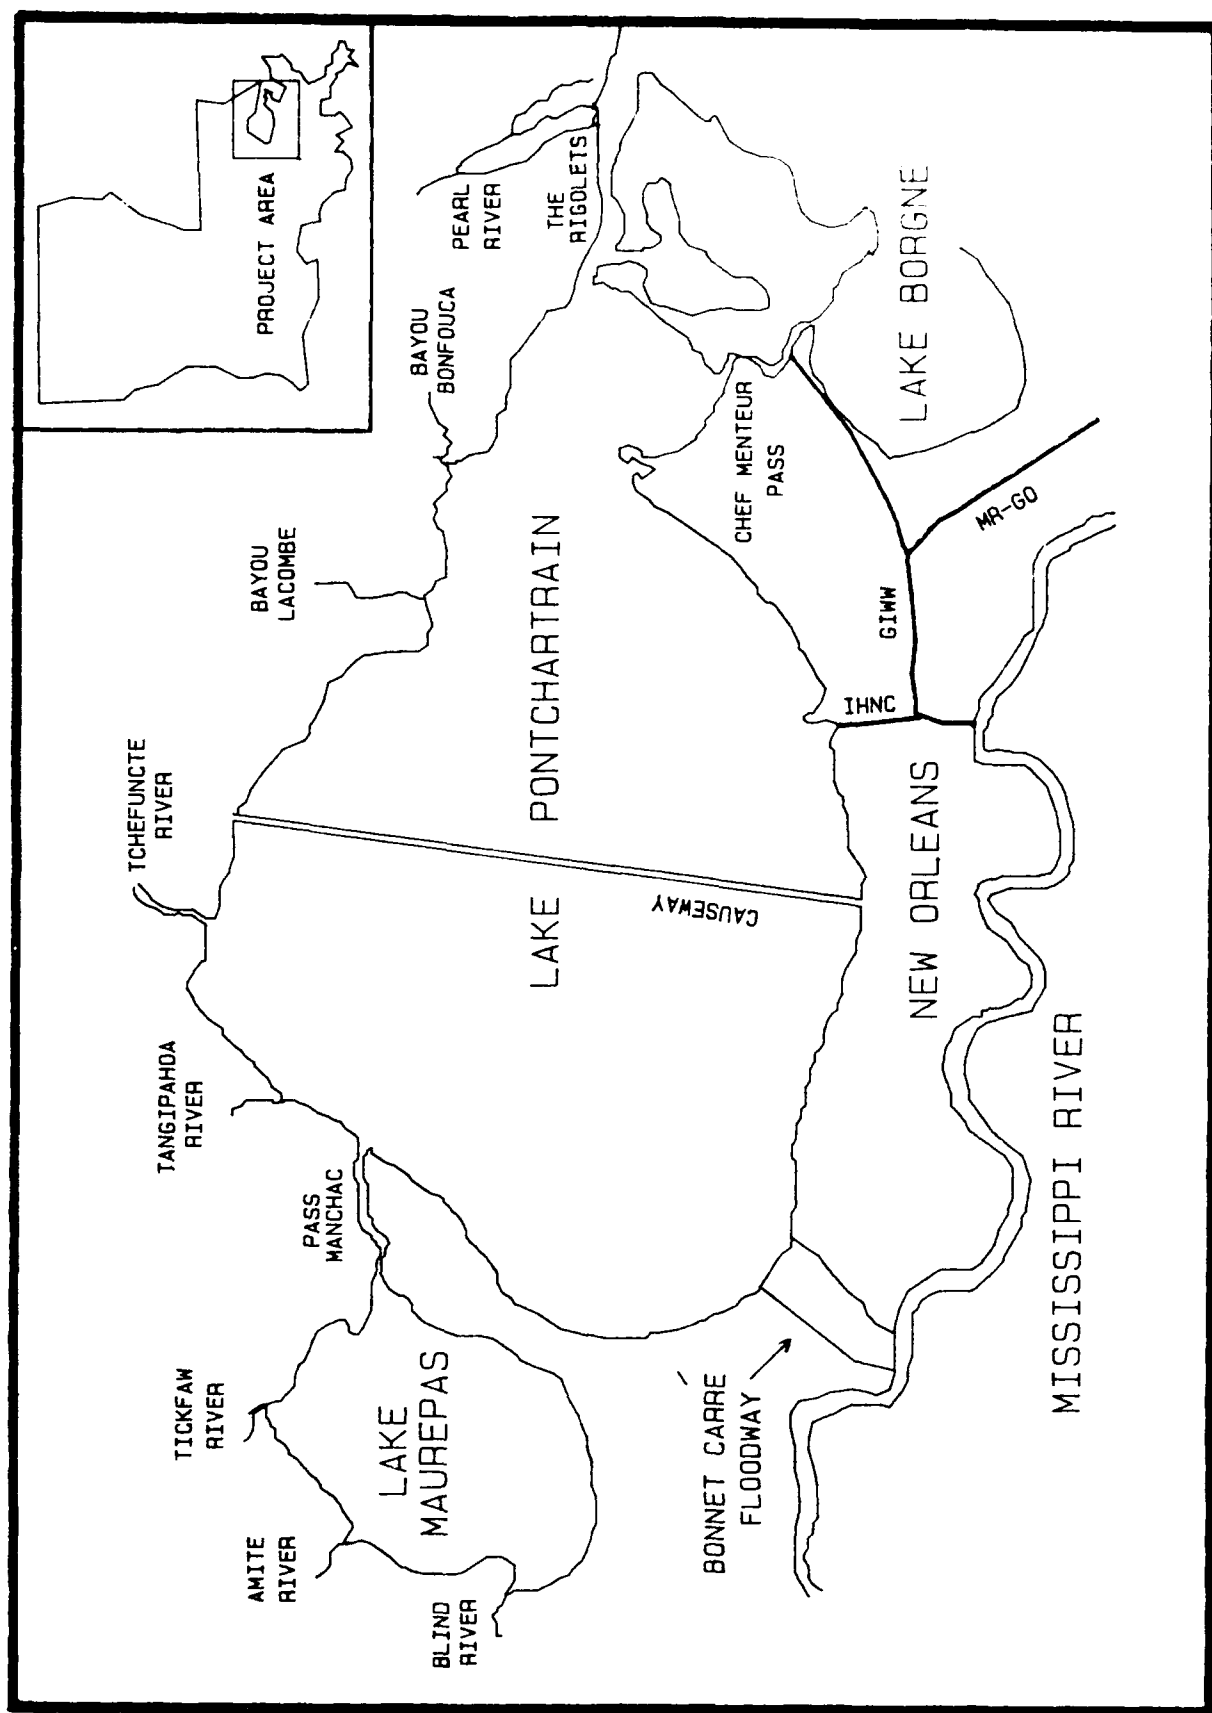 PROJECT AREA
TCHEFUNCTE
RIVER
TANGIPAHOA
RIVER
BAYOU
LACOMBE
TICKFAW
RIVER
AMITE
RIVER
PASS
MANCHAC
BAYOU
BONFOUCA
PEARL
RIVER
THE
RIGOLETS
BLIND
RIVER
LAKE
MAUREPAS
LAKE PONTCHARTRAIN
CAUSEWAY
CHEF MENTEUR
PASS
BONNET CARRE
FLOODWAY
IHNC
GIWW
LAKE BORGNE
NEW ORLEANS
MR-GO
MISSISSIPPI RIVER